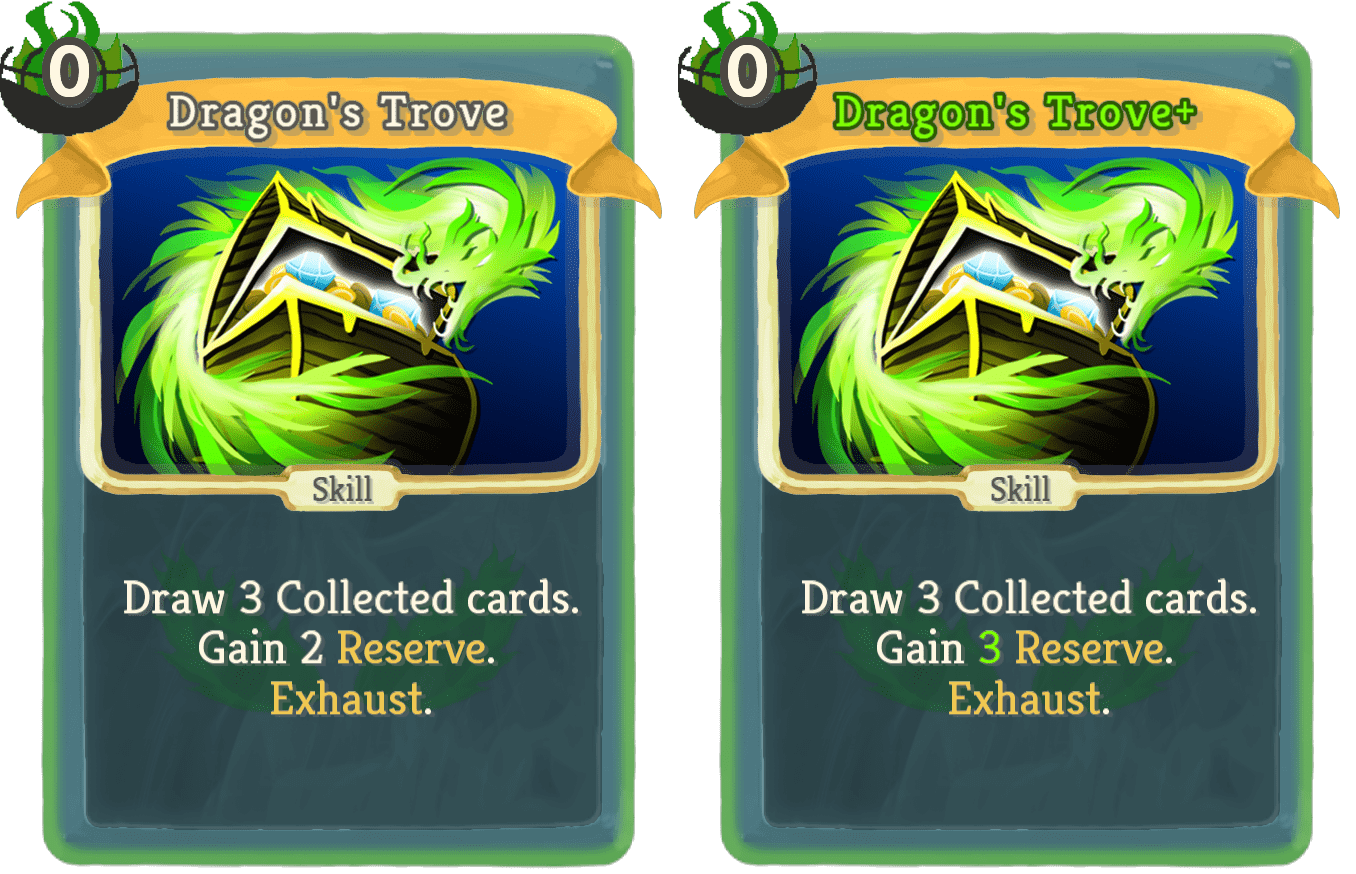 0
Dragon's Trove
Skill
Draw 3 Collected cards.
Gain 2 Reserve.
Exhaust.
0
Dragon's Trove+
Skill
Draw 3 Collected cards.
Gain 3 Reserve.
Exhaust.